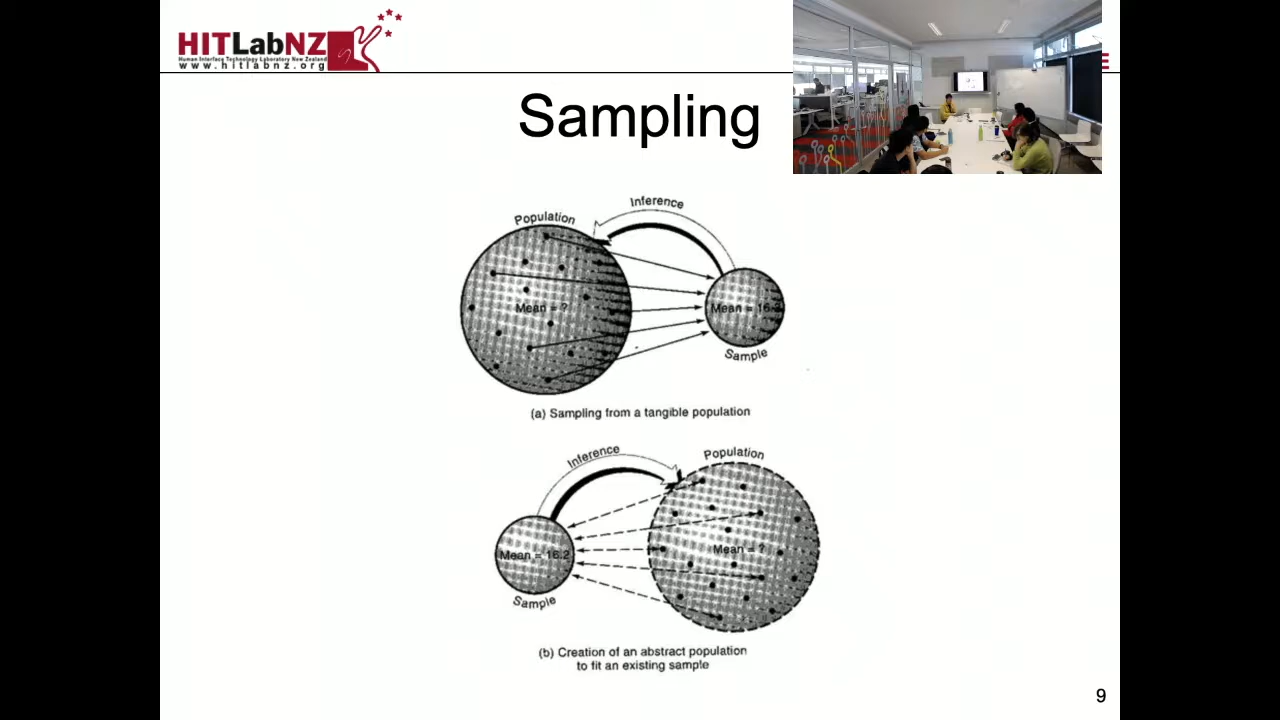 HITLabNZ
Human Interface Technology Laboratory New Zealand
www.hitlabnz.org
Sampling
Inference
Population
Mean = ?
Mean = 16.2
Sample
(a) Sampling from a tangible population
Inference
Population
Mean = 16.2
Mean = ?
Sample
(b) Creation of an abstract population
to fit an existing sample
9